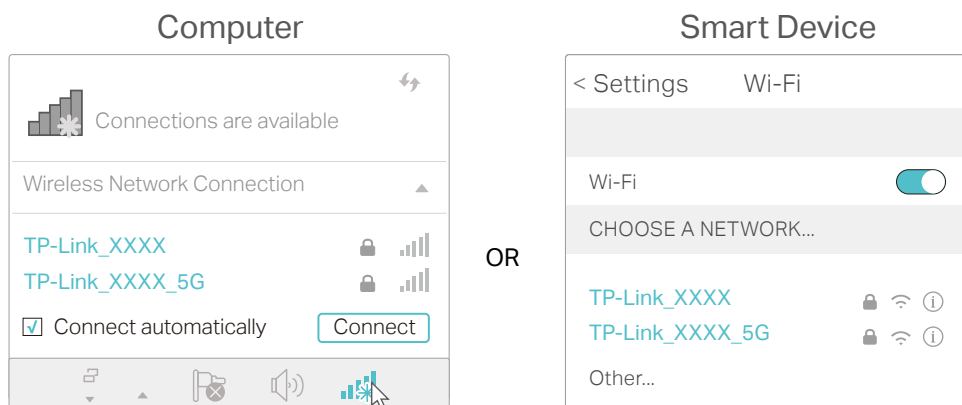 Computer
Connections are available
Wireless Network Connection
TP-Link_XXXX
TP-Link_XXXX_5G
Connect automatically
Connect
OR
Smart Device
< Settings Wi-Fi
Wi-Fi
CHOOSE A NETWORK...
TP-Link_XXXX
TP-Link_XXXX_5G
Other...